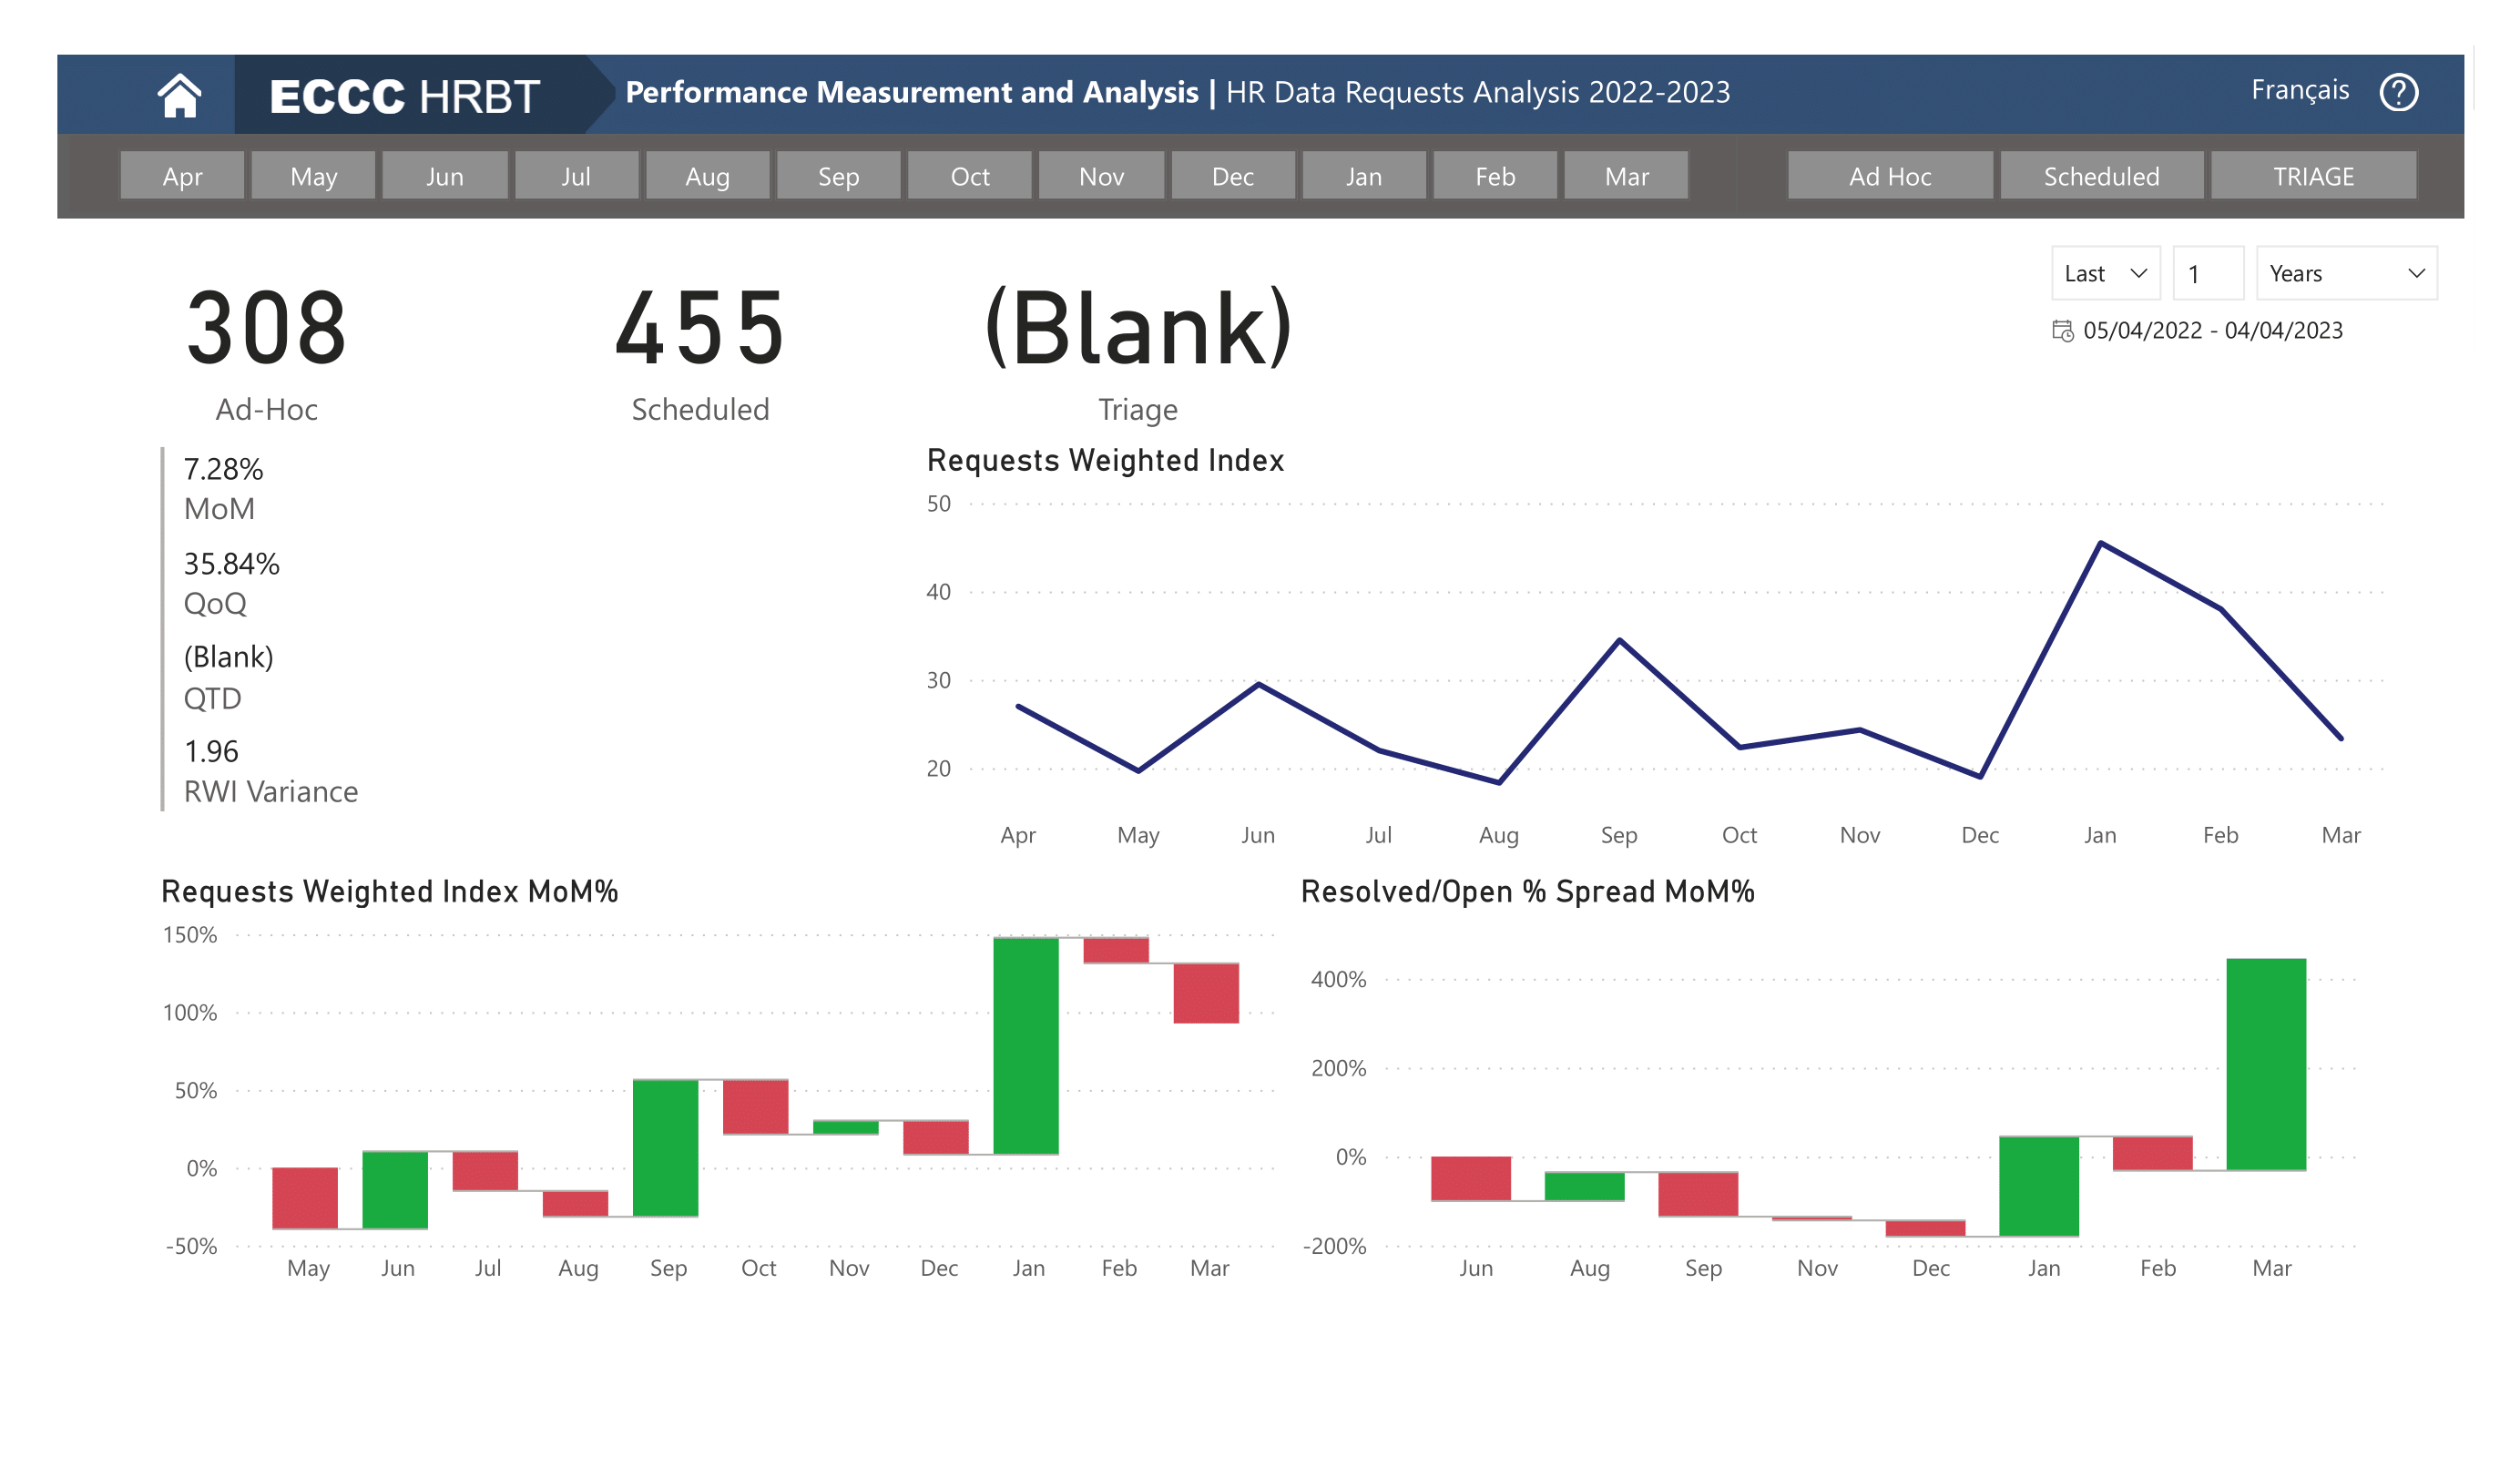 ECCC HRBT
Performance Measurement and Analysis | HR Data Requests Analysis 2022-2023
Français
?
Apr May Jun Jul Aug Sep Oct Nov Dec Jan Feb Mar
Ad Hoc Scheduled TRIAGE
Last 1 Years
05/04/2022 - 04/04/2023
308
Ad-Hoc
455
Scheduled
(Blank)
Triage
7.28%
MoM
35.84%
QoQ
(Blank)
QTD
1.96
RWI Variance
Requests Weighted Index
50
40
30
20
Apr May Jun Jul Aug Sep Oct Nov Dec Jan Feb Mar
Requests Weighted Index MoM%
150%
100%
50%
0%
-50%
May Jun Jul Aug Sep Oct Nov Dec Jan Feb Mar
Resolved/Open % Spread MoM%
400%
200%
0%
-200%
Jun Aug Sep Nov Dec Jan Feb Mar